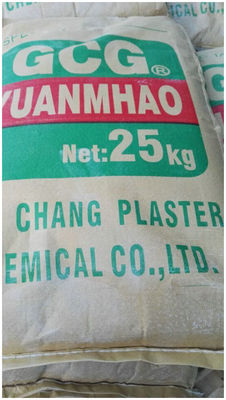 GCG®
YUANMHAO
Net: 25kg
CHANG PLASTER
EMICAL CO.,LTD.